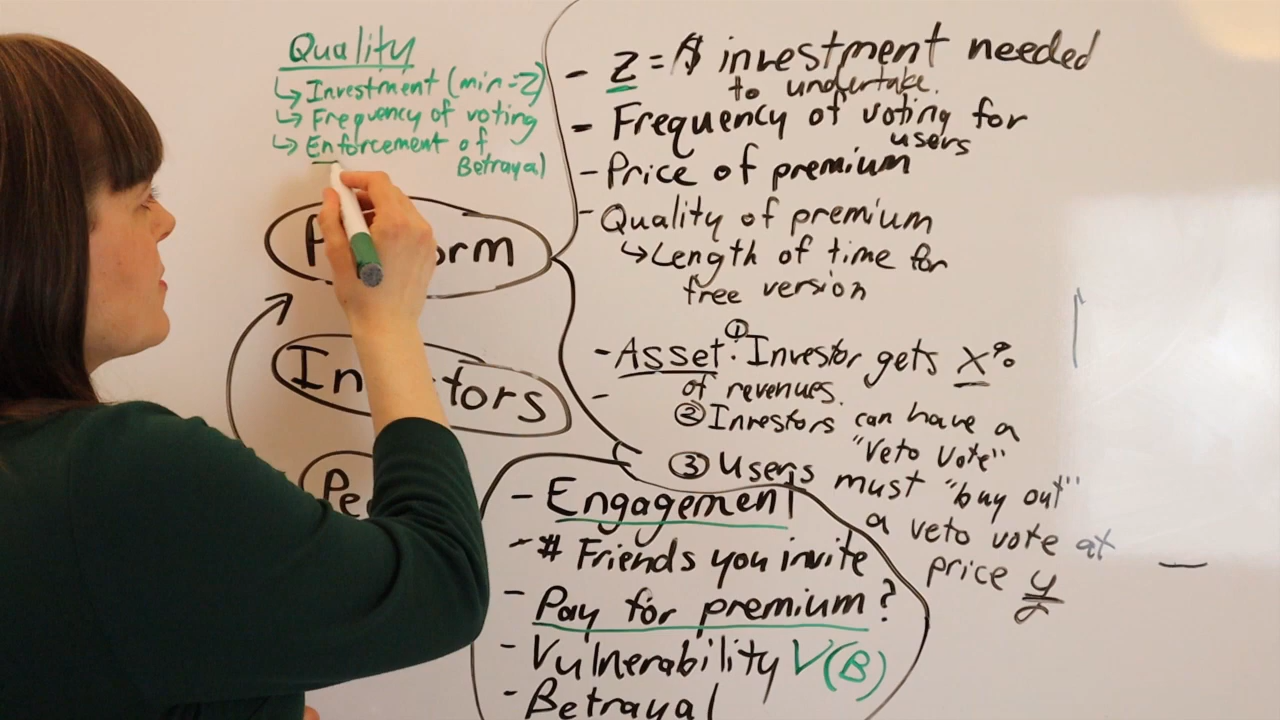 Quality
↳ Investment (min = Z)
↳ Frequency of voting
↳ Enforcement of
Betrayal
- Z = $ investment needed
to undertake.
- Frequency of voting for
users
- Price of premium
- Quality of premium
↳ Length of time for
free version
- Asset: ① Investor gets X%
of revenues.
-
② Investors can have a
"Veto Vote"
③ Users must "buy out"
a veto vote at
price y
- Engagement
- # Friends you invite
- Pay for premium?
- Vulnerability V(B)
- Betrayal